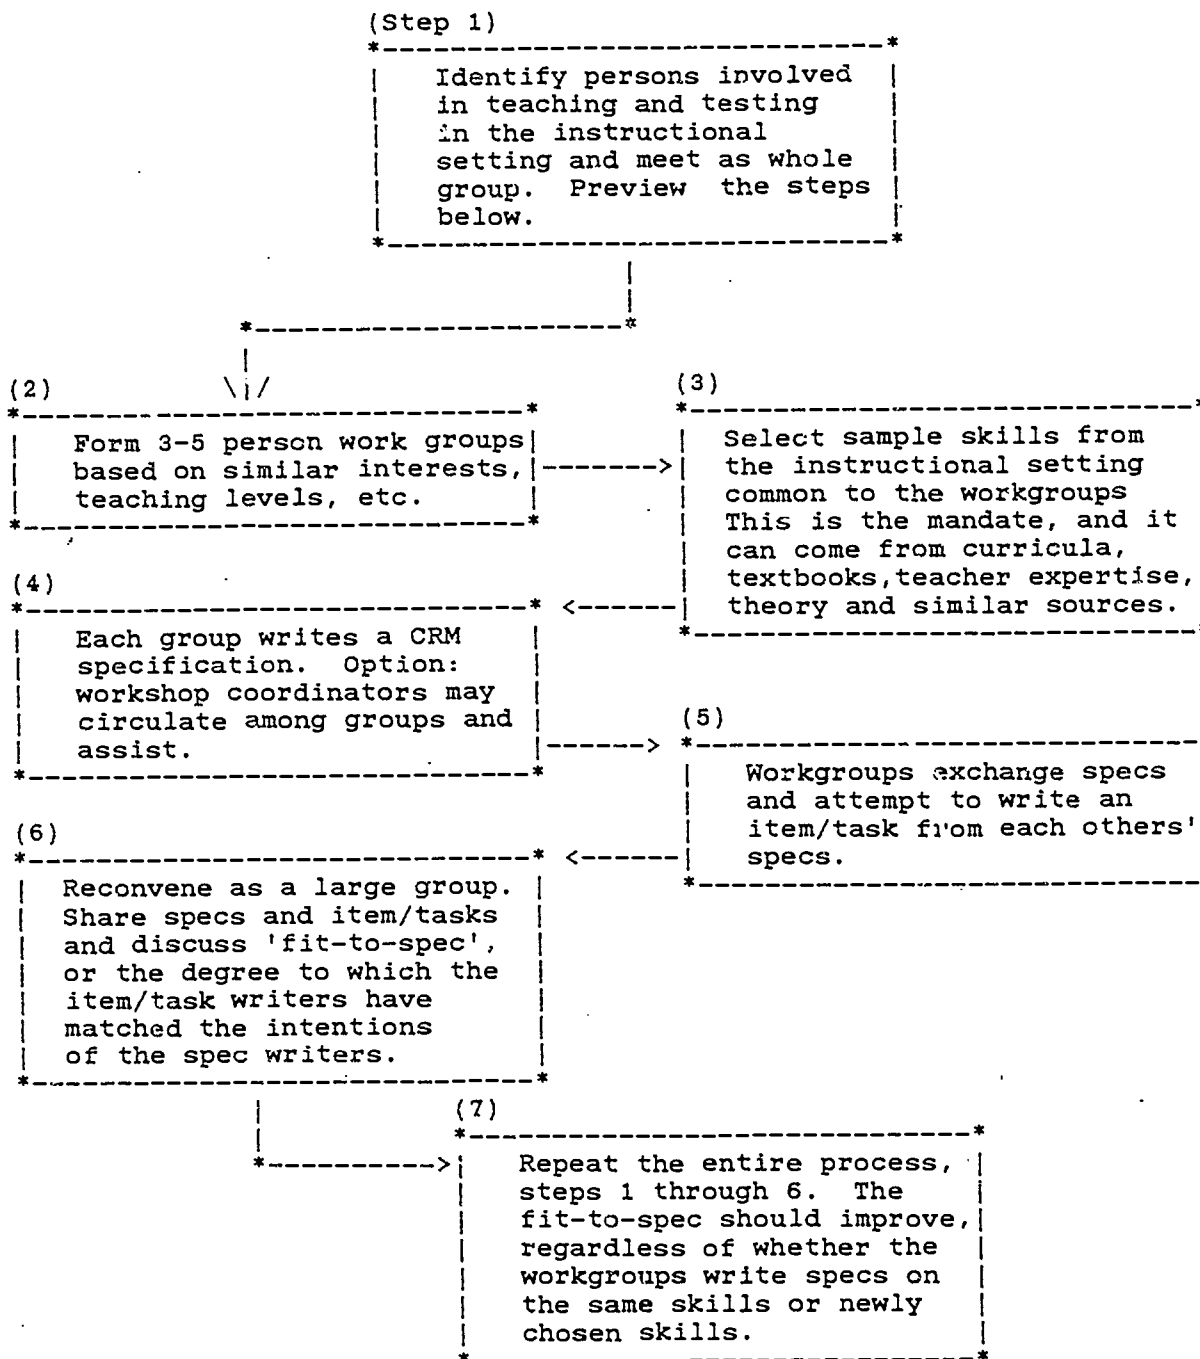 (Step 1)
Identify persons involved
in teaching and testing
in the instructional
setting and meet as whole
group. Preview the steps
below.
(2)
Form 3-5 person work groups
based on similar interests,
teaching levels, etc.
(3)
Select sample skills from
the instructional setting
common to the workgroups
This is the mandate, and it
can come from curricula,
textbooks,teacher expertise,
theory and similar sources.
(4)
Each group writes a CRM
specification. Option:
workshop coordinators may
circulate among groups and
assist.
(5)
Workgroups exchange specs
and attempt to write an
item/task from each others'
specs.
(6)
Reconvene as a large group.
Share specs and item/tasks
and discuss 'fit-to-spec',
or the degree to which the
item/task writers have
matched the intentions
of the spec writers.
(7)
Repeat the entire process,
steps 1 through 6. The
fit-to-spec should improve,
regardless of whether the
workgroups write specs on
the same skills or newly
chosen skills.